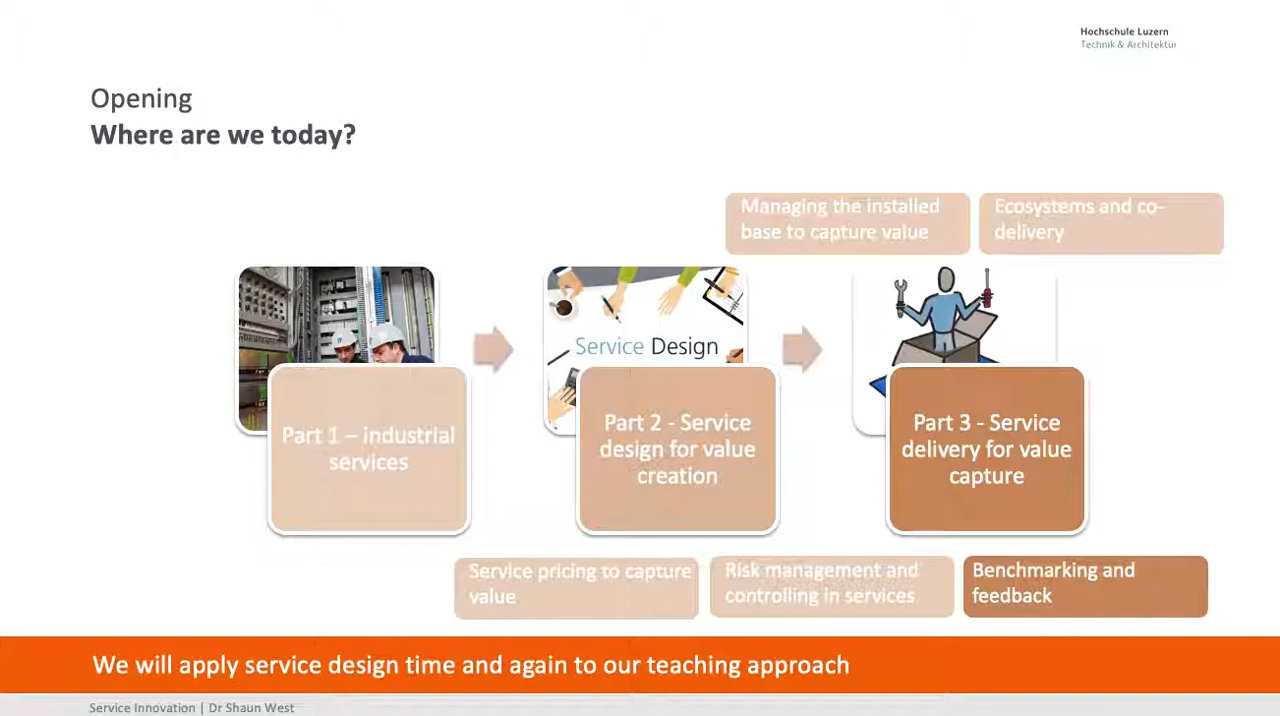 Hochschule Luzern
Technik & Architektur
Opening
Where are we today?
Managing the installed
base to capture value
Ecosystems and co-
delivery
Service Design
Part 1 – industrial
services
Part 2 - Service
design for value
creation
Part 3 - Service
delivery for value
capture
Service pricing to capture
value
Risk management and
controlling in services
Benchmarking and
feedback
We will apply service design time and again to our teaching approach
Service Innovation | Dr Shaun West